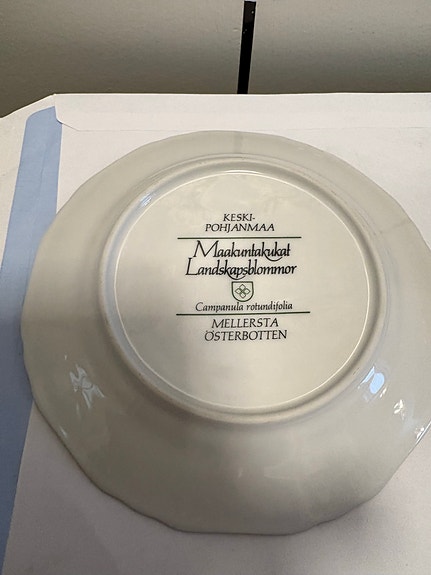 KESKI-
POHJANMAA
Maakuntakukat
Landskapsblommor
Campanula rotundifolia
MELLERSTA
ÖSTERBOTTEN